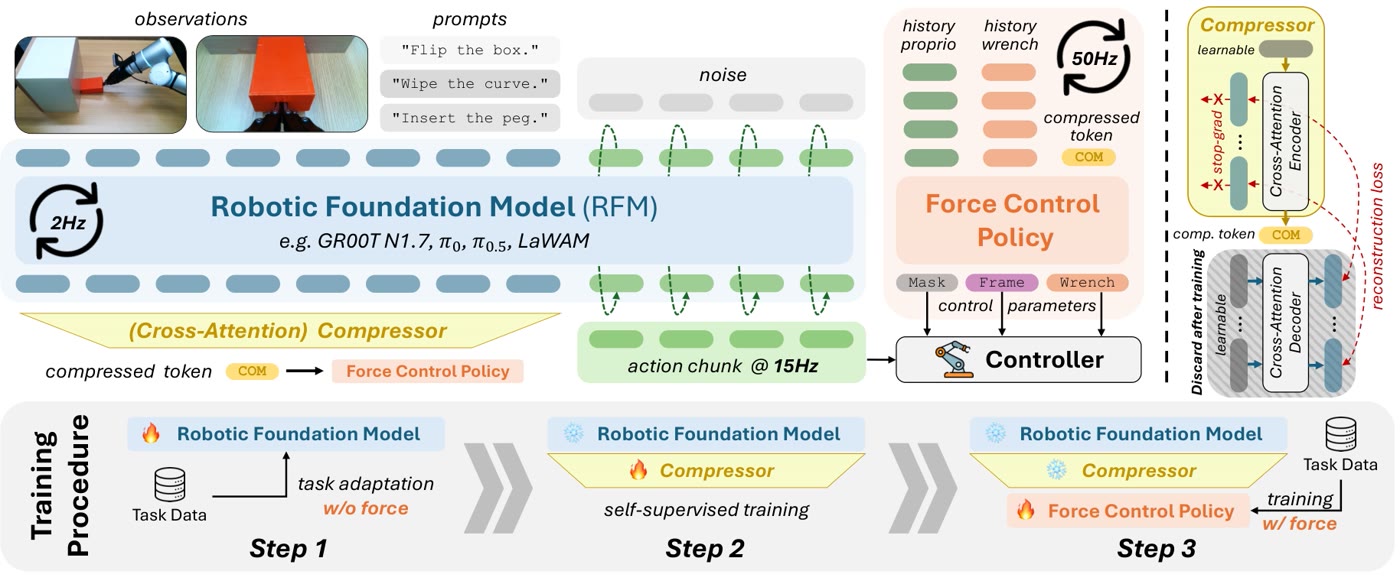 observations
prompts
"Flip the box."
"Wipe the curve."
"Insert the peg."
noise
2Hz
Robotic Foundation Model (RFM)
e.g. GR00T N1.7, π₀, π₀.₅, LaWAM
(Cross-Attention) Compressor
compressed token
COM
Force Control Policy
action chunk @ 15Hz
history
proprio
history
wrench
50Hz
compressed
token
COM
Force Control
Policy
Mask
Frame
Wrench
control parameters
Controller
Compressor
learnable
stop-grad
X
X
Cross-Attention
Encoder
reconstruction loss
comp. token
COM
Discard after training
learnable
Cross-Attention
Decoder
Training
Procedure
Robotic Foundation Model
Task Data
task adaptation
w/o force
Step 1
Robotic Foundation Model
Compressor
self-supervised training
Step 2
Robotic Foundation Model
Compressor
Force Control Policy
Task Data
training
w/ force
Step 3